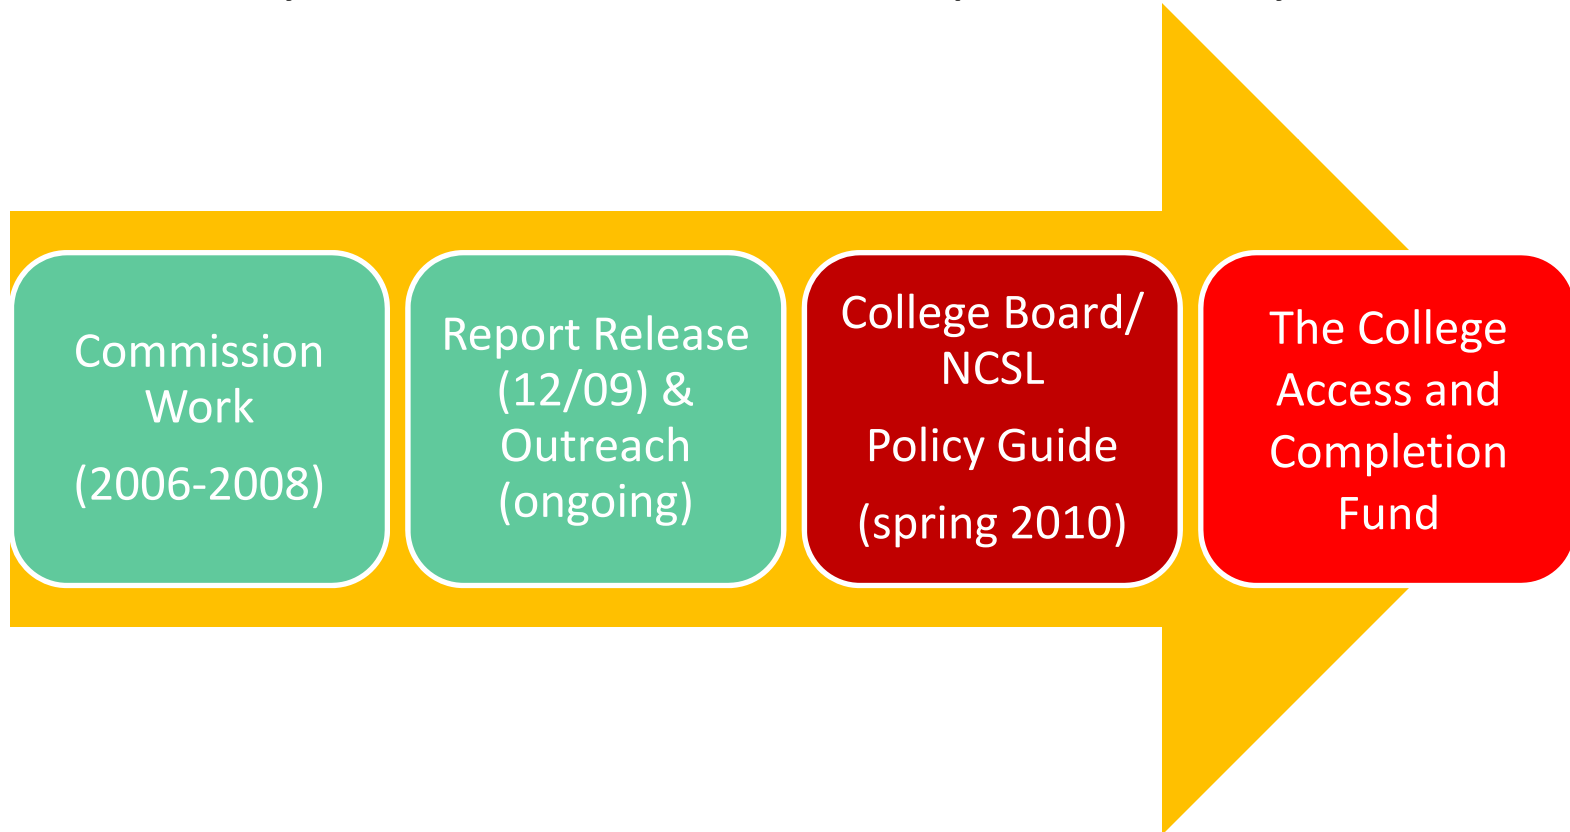 Commission
Work
(2006-2008)
Report Release
(12/09) &
Outreach
(ongoing)
College Board/
NCSL
Policy Guide
(spring 2010)
The College
Access and
Completion
Fund